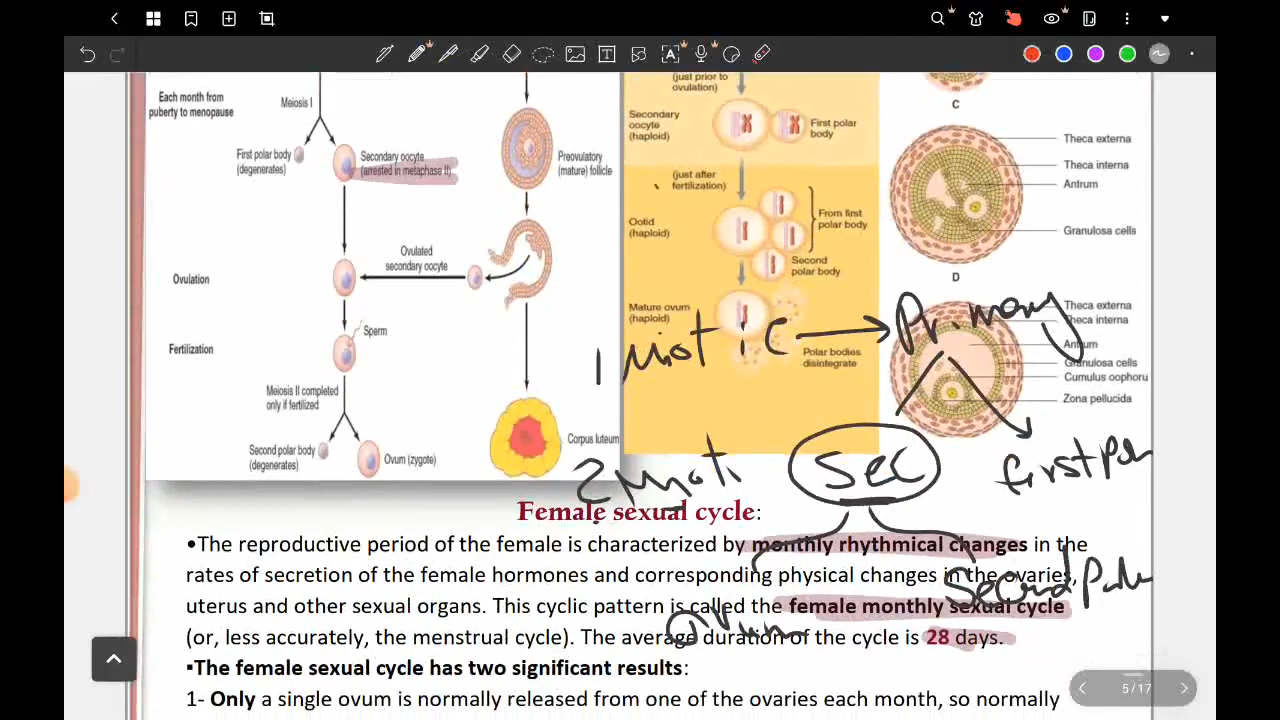 Each month from
puberty to menopause
Meiosis I
First polar body
(degenerates)
Secondary oocyte
(arrested in metaphase II)
Preovulatory
(mature) follicle
Ovulation
Ovulated
secondary oocyte
Sperm
Fertilization
Meiosis II completed
only if fertilized
Second polar body
(degenerates)
Ovum (zygote)
Corpus luteum
(just prior to
ovulation)
Secondary
oocyte
(haploid)
First polar
body
(just after
fertilization)
Ootid
(haploid)
From first
polar body
Second
polar body
Mature ovum
(haploid)
Polar bodies
disintegrate
C
Theca externa
Theca interna
Antrum
Granulosa cells
D
Theca externa
Theca interna
Antrum
Granulosa cells
Cumulus oophoru
Zona pellucida
1 miotic → Primary
2 mioti
sec
first polar
Second Polar
ovum
Female sexual cycle:
•The reproductive period of the female is characterized by monthly rhythmical changes in the
rates of secretion of the female hormones and corresponding physical changes in the ovaries,
uterus and other sexual organs. This cyclic pattern is called the female monthly sexual cycle
(or, less accurately, the menstrual cycle). The average duration of the cycle is 28 days.
▪The female sexual cycle has two significant results:
1- Only a single ovum is normally released from one of the ovaries each month, so normally
5/17